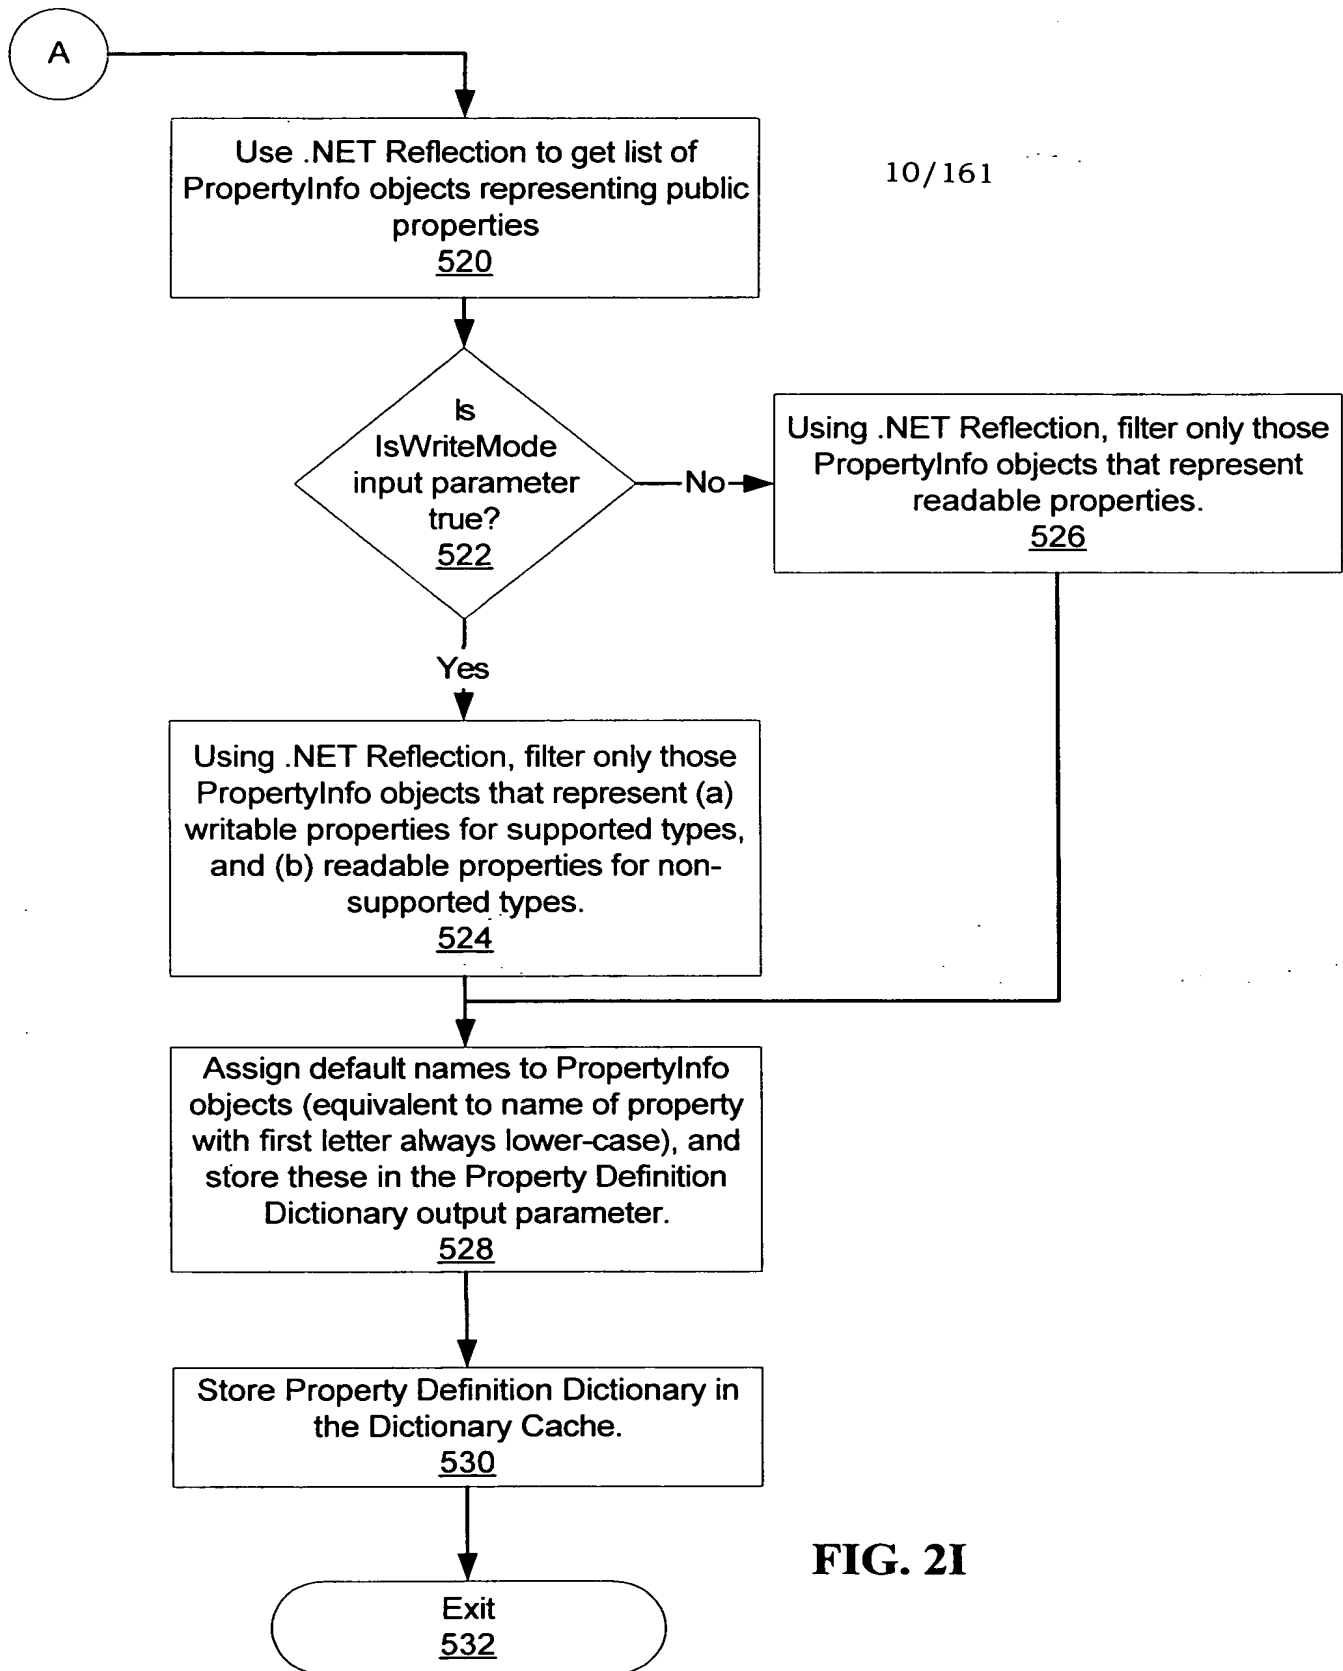 A
Use .NET Reflection to get list of
PropertyInfo objects representing public
properties
520
10/161
Is
IsWriteMode
input parameter
true?
522
No
Using .NET Reflection, filter only those
PropertyInfo objects that represent
readable properties.
526
Yes
Using .NET Reflection, filter only those
PropertyInfo objects that represent (a)
writable properties for supported types,
and (b) readable properties for non-
supported types.
524
Assign default names to PropertyInfo
objects (equivalent to name of property
with first letter always lower-case), and
store these in the Property Definition
Dictionary output parameter.
528
Store Property Definition Dictionary in
the Dictionary Cache.
530
FIG. 2I
Exit
532